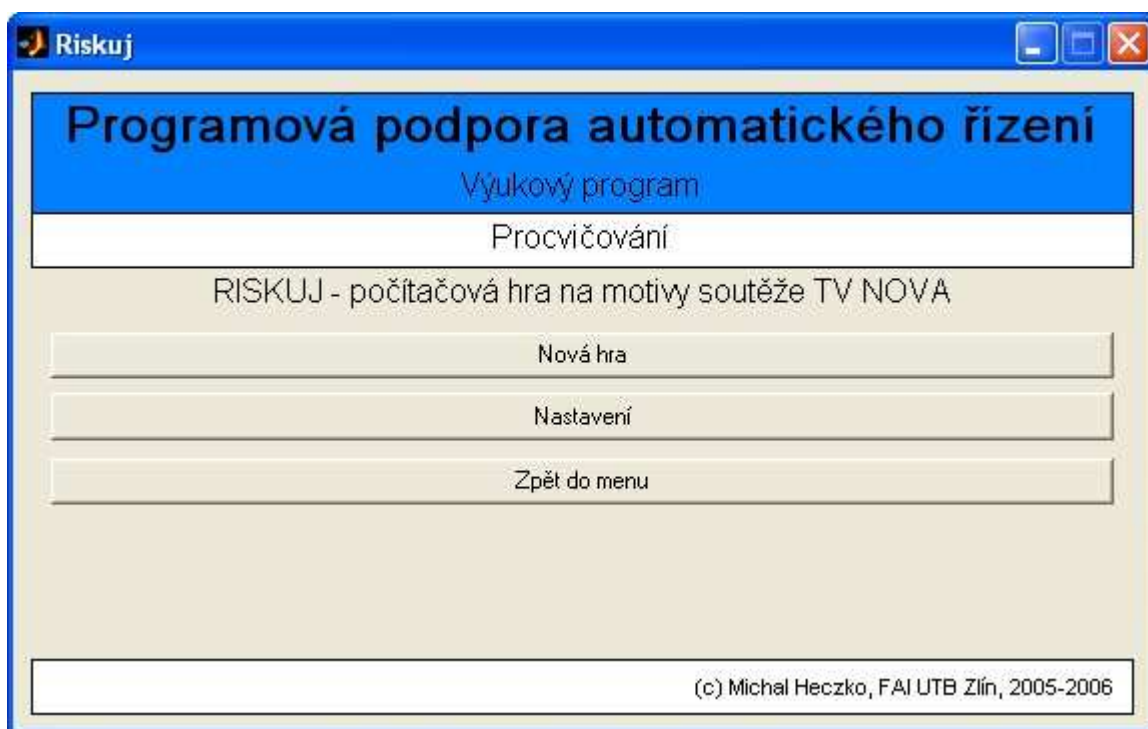 Riskuj
Programová podpora automatického řízení
Výukový program
Procvičování
RISKUJ - počítačová hra na motivy soutěže TV NOVA
Nová hra
Nastavení
Zpět do menu
(c) Michal Heczko, FAI UTB Zlín, 2005-2006